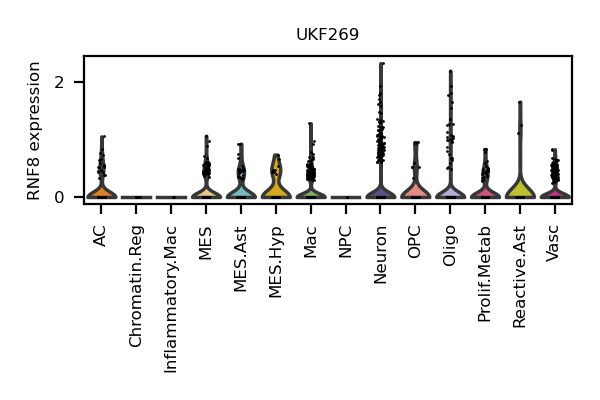 UKF269
RNF8 expression
2
0
AC
Chromatin.Reg
Inflammatory.Mac
MES
MES.Ast
MES.Hyp
Mac
NPC
Neuron
OPC
Oligo
Prolif.Metab
Reactive.Ast
Vasc